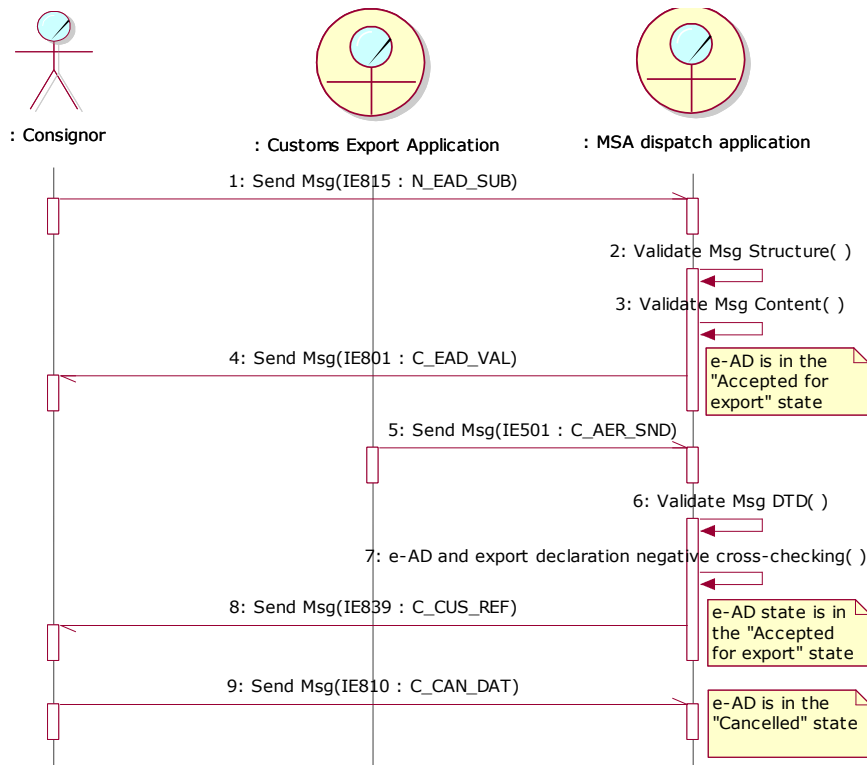 : Consignor
: Customs Export Application
: MSA dispatch application
1: Send Msg(IE815 : N_EAD_SUB)
2: Validate Msg Structure( )
3: Validate Msg Content( )
4: Send Msg(IE801 : C_EAD_VAL)
e-AD is in the
"Accepted for
export" state
5: Send Msg(IE501 : C_AER_SND)
6: Validate Msg DTD( )
7: e-AD and export declaration negative cross-checking( )
8: Send Msg(IE839 : C_CUS_REF)
e-AD state is in
the "Accepted
for export" state
9: Send Msg(IE810 : C_CAN_DAT)
e-AD is in the
"Cancelled" state